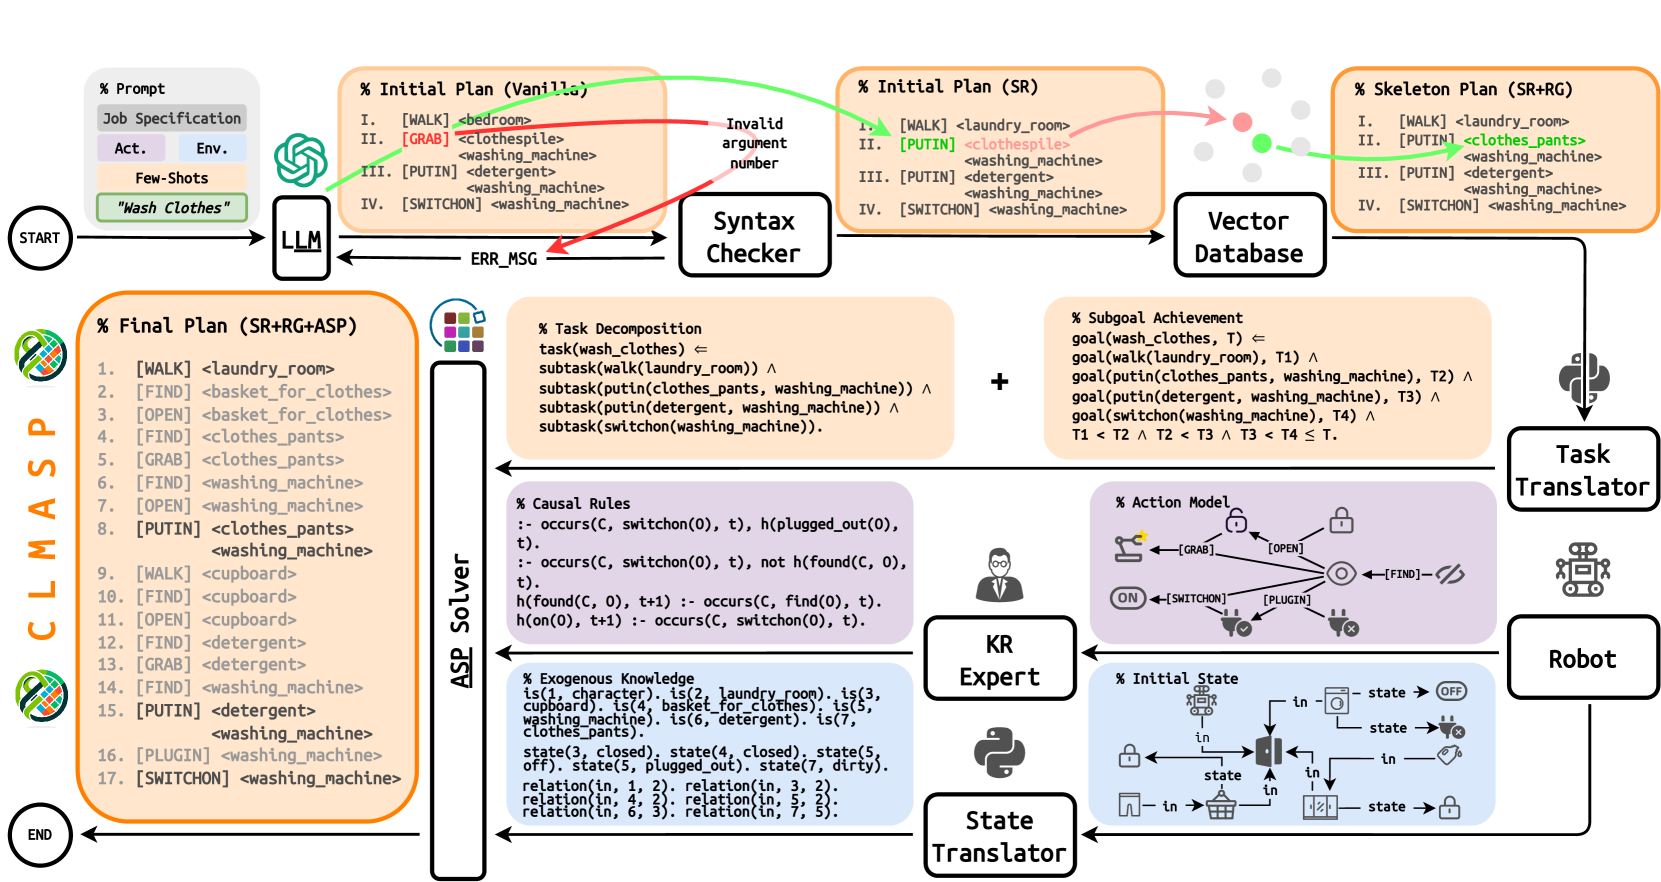 % Prompt
Job Specification
Act.
Env.
Few-Shots
"Wash Clothes"
START
LLM
% Initial Plan (Vanilla)
I. [WALK] <bedroom>
II. [GRAB] <clothespile>
<washing_machine>
III. [PUTIN] <detergent>
<washing_machine>
IV. [SWITCHON] <washing_machine>
Invalid
argument
number
ERR_MSG
Syntax
Checker
% Initial Plan (SR)
I. [WALK] <laundry_room>
II. [PUTIN] <clothespile>
<washing_machine>
III. [PUTIN] <detergent>
<washing_machine>
IV. [SWITCHON] <washing_machine>
Vector
Database
% Skeleton Plan (SR+RG)
I. [WALK] <laundry_room>
II. [PUTIN] <clothes_pants>
<washing_machine>
III. [PUTIN] <detergent>
<washing_machine>
IV. [SWITCHON] <washing_machine>
CLMASP
% Final Plan (SR+RG+ASP)
1. [WALK] <laundry_room>
2. [FIND] <basket_for_clothes>
3. [OPEN] <basket_for_clothes>
4. [FIND] <clothes_pants>
5. [GRAB] <clothes_pants>
6. [FIND] <washing_machine>
7. [OPEN] <washing_machine>
8. [PUTIN] <clothes_pants>
<washing_machine>
9. [WALK] <cupboard>
10. [FIND] <cupboard>
11. [OPEN] <cupboard>
12. [FIND] <detergent>
13. [GRAB] <detergent>
14. [FIND] <washing_machine>
15. [PUTIN] <detergent>
<washing_machine>
16. [PLUGIN] <washing_machine>
17. [SWITCHON] <washing_machine>
END
ASP Solver
% Task Decomposition
task(wash_clothes) ⇐
subtask(walk(laundry_room)) ∧
subtask(putin(clothes_pants, washing_machine)) ∧
subtask(putin(detergent, washing_machine)) ∧
subtask(switchon(washing_machine)).
+
% Subgoal Achievement
goal(wash_clothes, T) ⇐
goal(walk(laundry_room), T1) ∧
goal(putin(clothes_pants, washing_machine), T2) ∧
goal(putin(detergent, washing_machine), T3) ∧
goal(switchon(washing_machine), T4) ∧
T1 < T2 ∧ T2 < T3 ∧ T3 < T4 ≤ T.
Task
Translator
% Causal Rules
:- occurs(C, switchon(O), t), h(plugged_out(O),
t).
:- occurs(C, switchon(O), t), not h(found(C, O),
t).
h(found(C, O), t+1) :- occurs(C, find(O), t).
h(on(O), t+1) :- occurs(C, switchon(O), t).
KR
Expert
% Action Model
[GRAB]
[OPEN]
[FIND]
ON
[SWITCHON]
[PLUGIN]
Robot
% Exogenous Knowledge
is(1, character). is(2, laundry_room). is(3,
cupboard). is(4, basket_for_clothes). is(5,
washing_machine). is(6, detergent). is(7,
clothes_pants).
state(3, closed). state(4, closed). state(5,
off). state(5, plugged_out). state(7, dirty).
relation(in, 1, 2). relation(in, 3, 2).
relation(in, 4, 2). relation(in, 5, 2).
relation(in, 6, 3). relation(in, 7, 5).
State
Translator
% Initial State
in
state
OFF
state
in
in
state
in
in
in
state